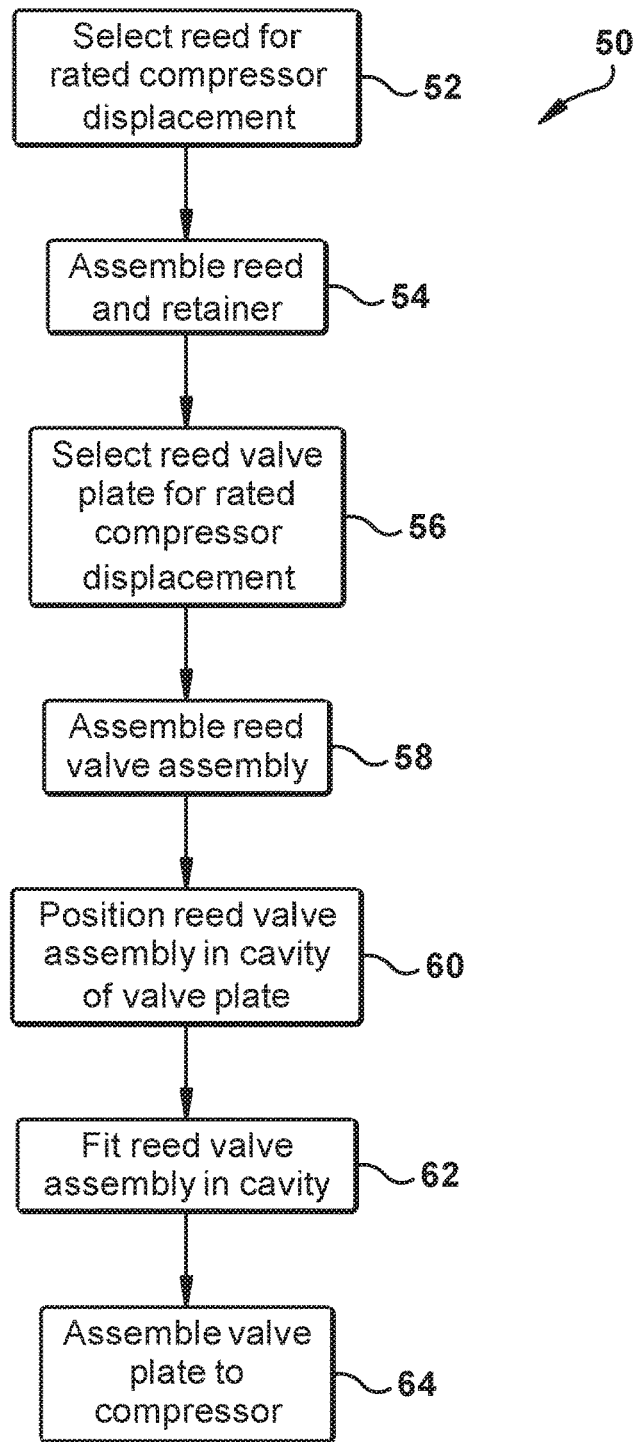 Select reed for
rated compressor
displacement
50
52
Assemble reed
and retainer
54
Select reed valve
plate for rated
compressor
displacement
56
Assemble reed
valve assembly
58
Position reed valve
assembly in cavity
of valve plate
60
Fit reed valve
assembly in cavity
62
Assemble valve
plate to
compressor
64